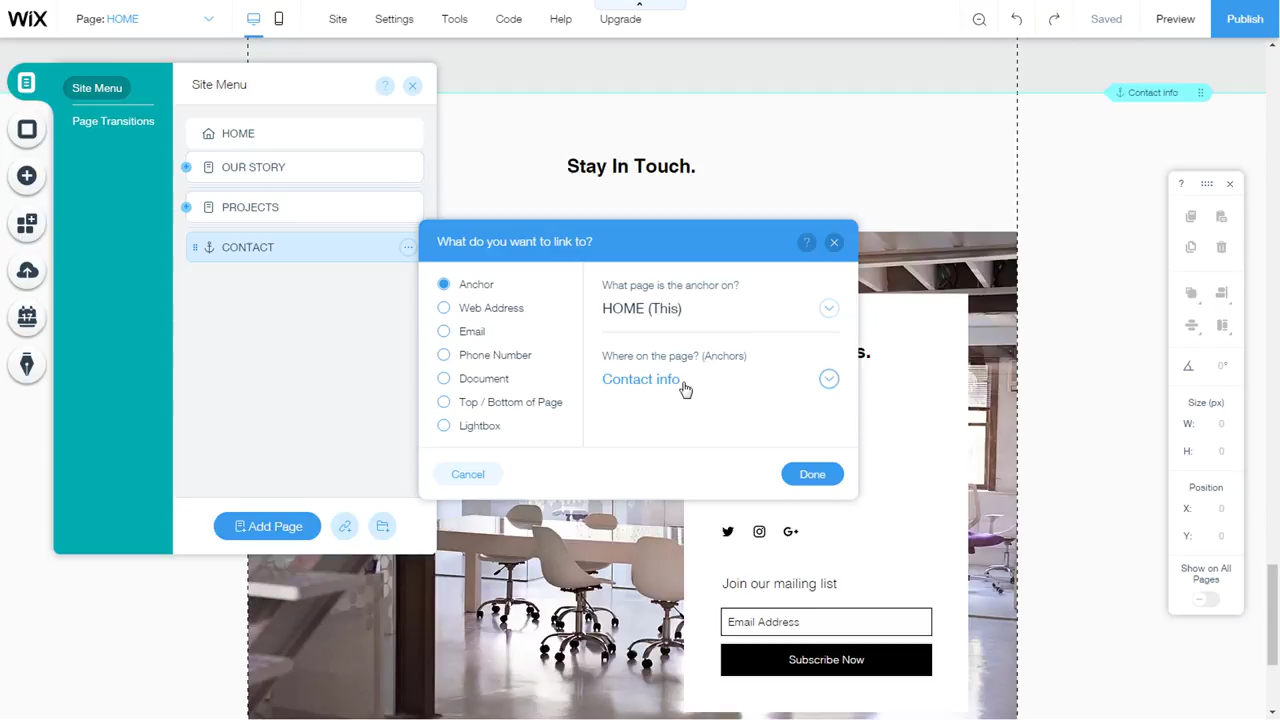 WiX
Page: HOME
Site
Settings
Tools
Code
Help
Upgrade
Saved
Preview
Publish
Site Menu
Page Transitions
Site Menu
?
HOME
OUR STORY
PROJECTS
CONTACT
Add Page
Contact info
Stay In Touch.
What do you want to link to?
?
Anchor
Web Address
Email
Phone Number
Document
Top / Bottom of Page
Lightbox
What page is the anchor on?
HOME (This)
Where on the page? (Anchors)
Contact info
Cancel
Done
s.
G+
Join our mailing list
Email Address
Subscribe Now
?
0°
Size (px)
W: 0
H: 0
Position
X: 0
Y: 0
Show on All
Pages